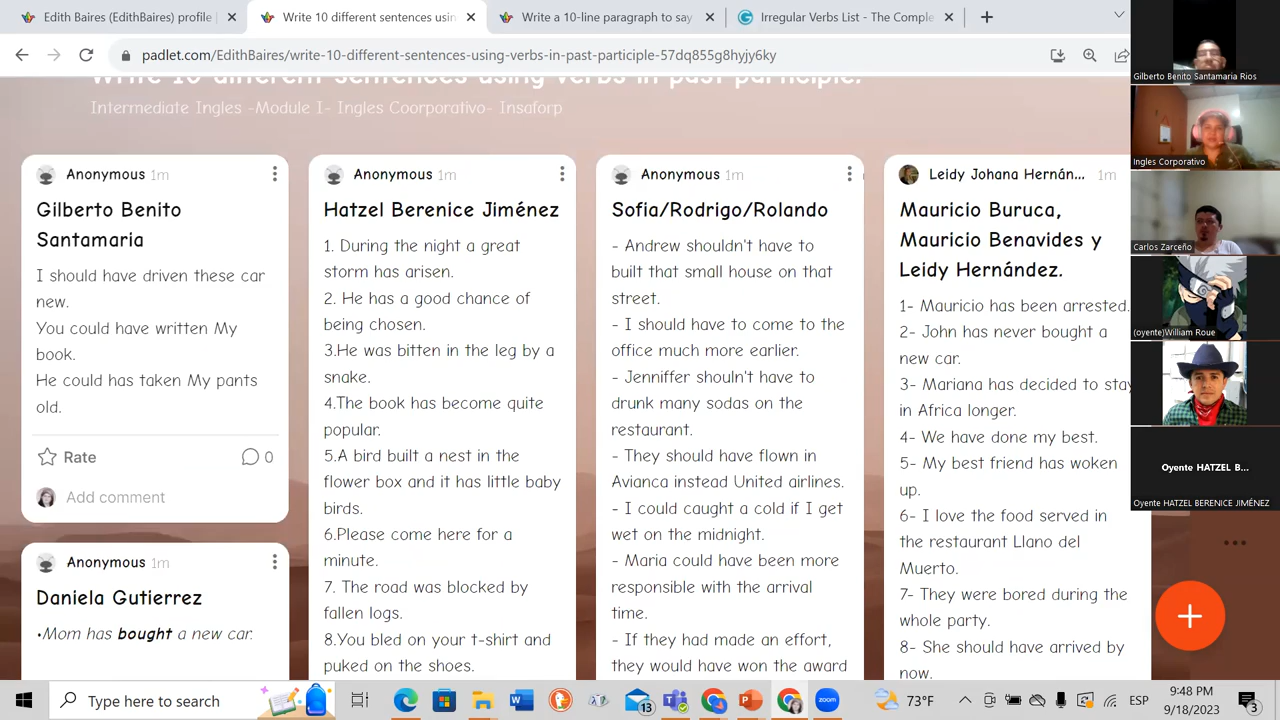 Edith Baires (EdithBaires) profile |
Write 10 different sentences usin
Write a 10-line paragraph to say
Irregular Verbs List - The Comple
padlet.com/EdithBaires/write-10-different-sentences-using-verbs-in-past-participle-57dq855g8hyjy6ky
Write 10 different sentences using verbs in past participle.
Intermediate Ingles -Module I- Ingles Coorporativo- Insaforp
Anonymous 1m
Gilberto Benito
Santamaria
I should have driven these car
new.
You could have written My
book.
He could has taken My pants
old.
Rate 0
Add comment
Anonymous 1m
Daniela Gutierrez
•Mom has bought a new car.
Anonymous 1m
Hatzel Berenice Jiménez
1. During the night a great
storm has arisen.
2. He has a good chance of
being chosen.
3.He was bitten in the leg by a
snake.
4.The book has become quite
popular.
5.A bird built a nest in the
flower box and it has little baby
birds.
6.Please come here for a
minute.
7. The road was blocked by
fallen logs.
8.You bled on your t-shirt and
puked on the shoes.
Anonymous 1m
Sofia/Rodrigo/Rolando
- Andrew shouldn't have to
built that small house on that
street.
- I should have to come to the
office much more earlier.
- Jenniffer shouln't have to
drunk many sodas on the
restaurant.
- They should have flown in
Avianca instead United airlines.
- I could caught a cold if I get
wet on the midnight.
- Maria could have been more
responsible with the arrival
time.
- If they had made an effort,
they would have won the award
Leidy Johana Hernán... 1m
Mauricio Buruca,
Mauricio Benavides y
Leidy Hernández.
1- Mauricio has been arrested.
2- John has never bought a
new car.
3- Mariana has decided to stay
in Africa longer.
4- We have done my best.
5- My best friend has woken
up.
6- I love the food served in
the restaurant Llano del
Muerto.
7- They were bored during the
whole party.
8- She should have arrived by
now.
Gilberto Benito Santamaria Rios
Ingles Corporativo
Carlos Zarceño
(oyente)William Roue
Oyente HATZEL B...
Oyente HATZEL BERENICE JIMÉNEZ
Type here to search
13
73°F
ESP
9:48 PM
9/18/2023
3